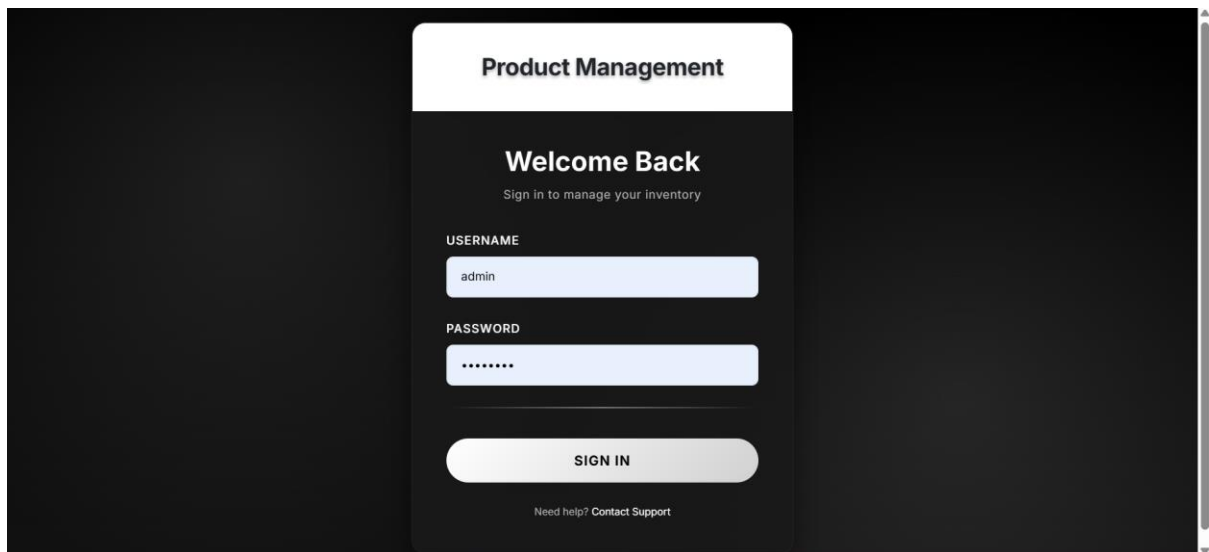 Product Management
Welcome Back
Sign in to manage your inventory
USERNAME
admin
PASSWORD
••••••••
SIGN IN
Need help? Contact Support